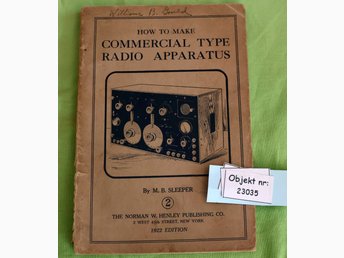 William B. Gould
HOW TO MAKE
COMMERCIAL TYPE
RADIO APPARATUS
By M. B. SLEEPER
2
THE NORMAN W. HENLEY PUBLISHING CO.
2 WEST 45th STREET, NEW YORK
1922 EDITION
Objekt nr:
23035